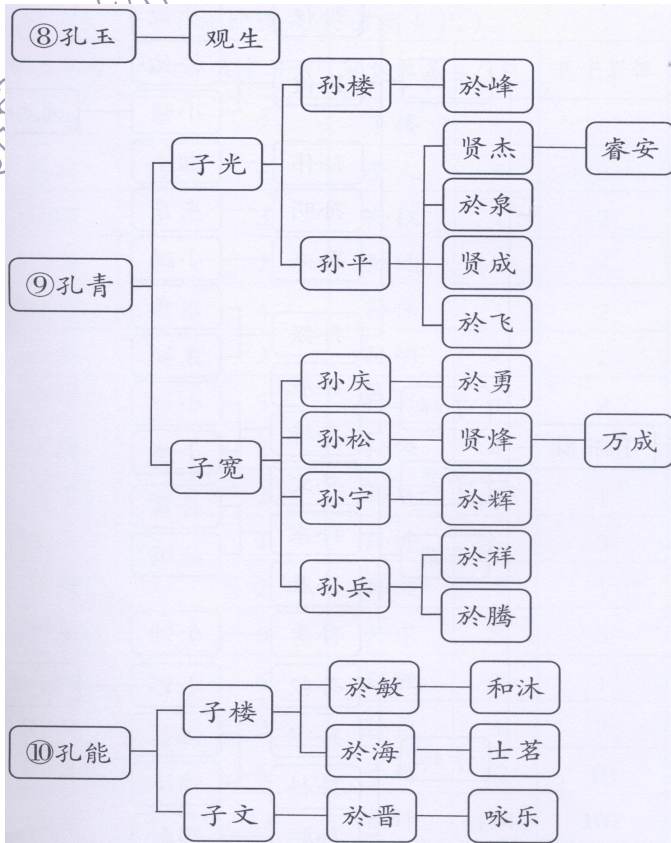 ⑧孔玉 观生
孙楼 於峰
贤杰 睿安
子光
於泉
⑨孔青 孙平 贤成
於飞
孙庆 於勇
孙松 贤烽 万成
子宽
孙宁 於辉
於祥
孙兵
於腾
於敏 和沐
子楼
⑩孔能 於海 士茗
子文 於晋 咏乐